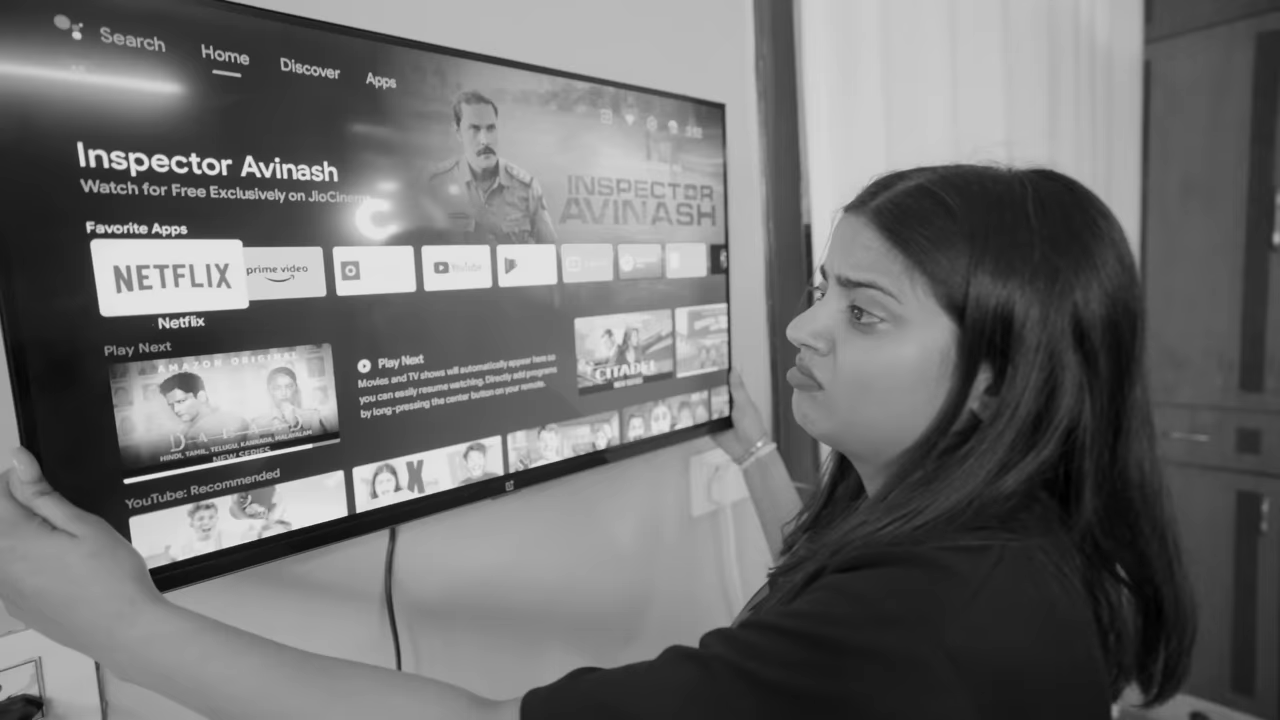 Search Home Discover Apps
Inspector Avinash
Watch for Free Exclusively on JioCinema
INSPECTOR
AVINASH
Favorite Apps
NETFLIX
prime video
YouTube
Netflix
Play Next
AMAZON ORIGINAL
DAHAAD
HINDI, TAMIL, TELUGU, KANNADA, MALAYALAM
NEW SERIES
Play Next
Movies and TV shows will automatically appear here so
you can easily resume watching. Directly add programs
by long-pressing the center button on your remote.
CITADEL
NEW SERIES
YouTube: Recommended
X